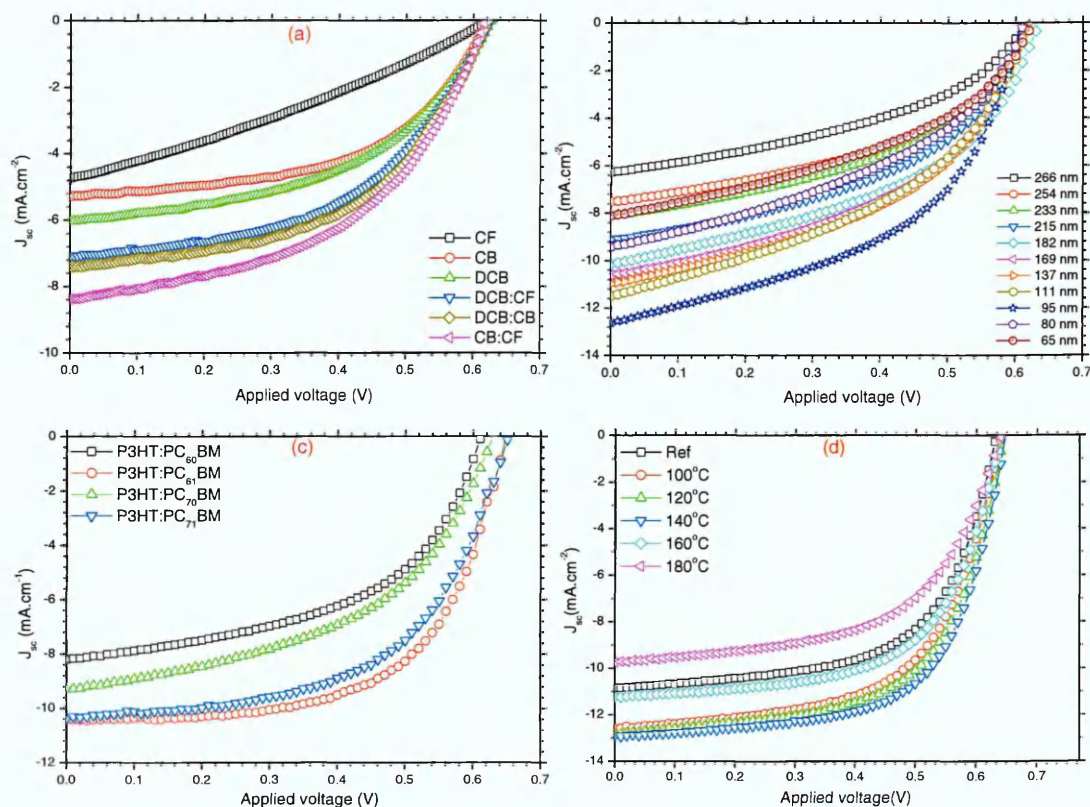 (a)
0
-2
-4
-6
-8
-10
J_sc (mA.cm^-2)
CF
CB
DCB
DCB:CF
DCB:CB
CB:CF
0.0 0.1 0.2 0.3 0.4 0.5 0.6 0.7
Applied voltage (V)
0
-2
-4
-6
-8
-10
-12
-14
J_sc (mA.cm^-2)
266 nm
254 nm
233 nm
215 nm
182 nm
169 nm
137 nm
111 nm
95 nm
80 nm
65 nm
0.0 0.1 0.2 0.3 0.4 0.5 0.6 0.7
Applied voltage (V)
(c)
0
-2
-4
-6
-8
-10
-12
J_sc (mA.cm^-1)
P3HT:PC_60BM
P3HT:PC_61BM
P3HT:PC_70BM
P3HT:PC_71BM
0.0 0.1 0.2 0.3 0.4 0.5 0.6 0.7
Applied voltage (V)
(d)
0
-2
-4
-6
-8
-10
-12
-14
J_sc(mA.cm^-2)
Ref
100°C
120°C
140°C
160°C
180°C
0.0 0.1 0.2 0.3 0.4 0.5 0.6 0.7
Applied voltage(V)